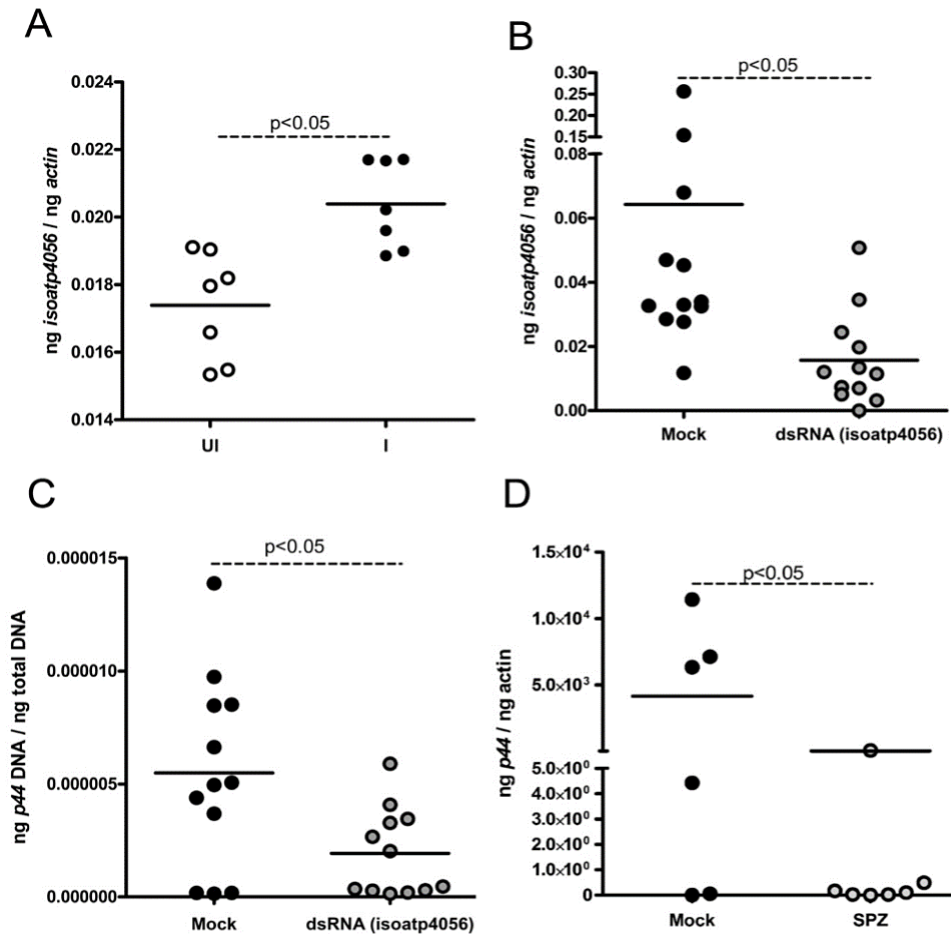 A
ng isoatp4056 / ng actin
0.024
0.022
0.020
0.018
0.016
0.014
p<0.05
UI
I
B
ng isoatp4056 / ng actin
0.30
0.25
0.20
0.15
0.08
0.06
0.04
0.02
0.00
p<0.05
Mock
dsRNA (isoatp4056)
C
ng p44 DNA / ng total DNA
0.000015
0.000010
0.000005
0.000000
p<0.05
Mock
dsRNA (isoatp4056)
D
ng p44 / ng actin
1.5×10⁴
1.0×10⁴
5.0×10³
5.0×10⁰
4.0×10⁰
3.0×10⁰
2.0×10⁰
1.0×10⁰
0
p<0.05
Mock
SPZ